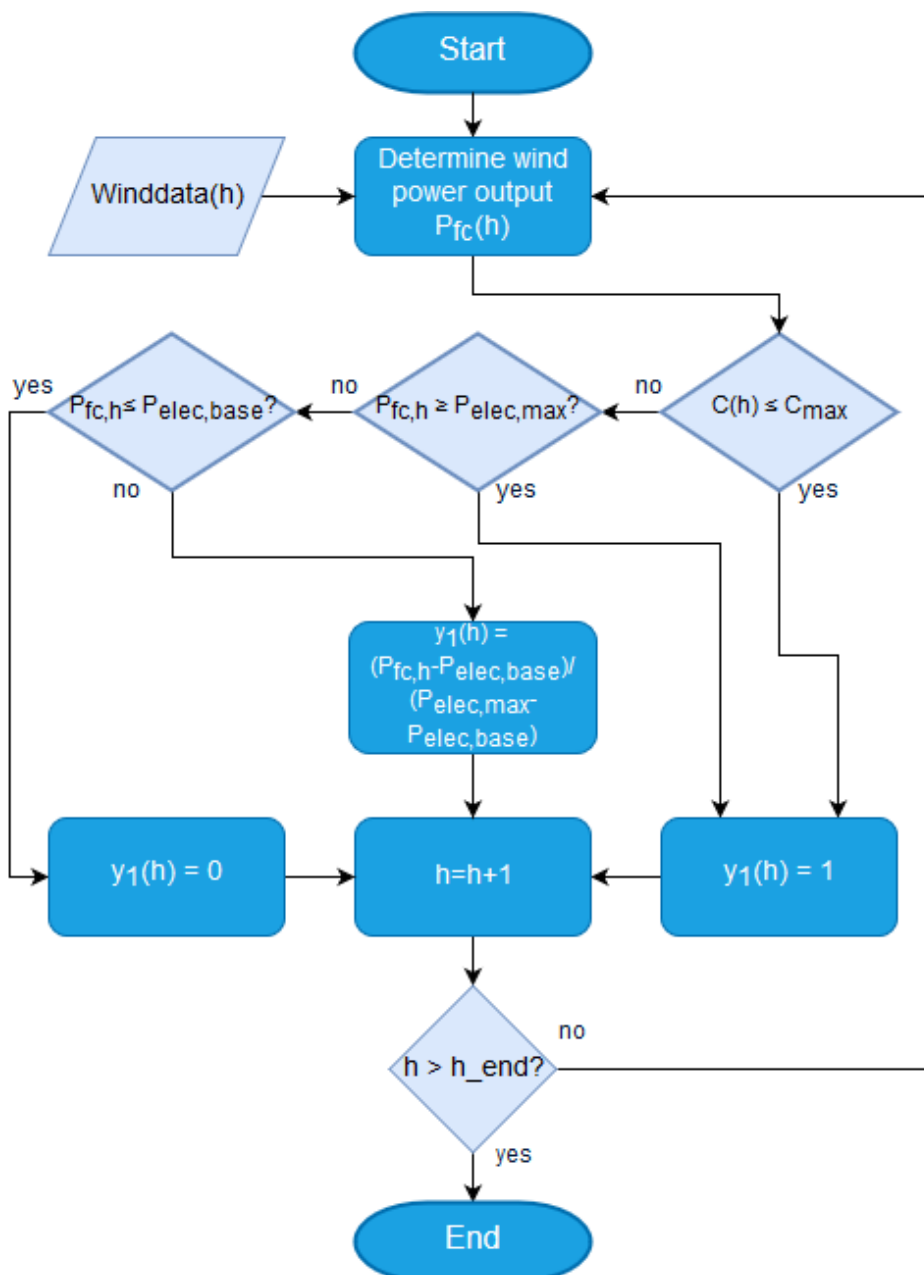 Start
Winddata(h)
Determine wind
power output
Pfc(h)
yes
Pfc,h≤ Pelec,base?
no
no
Pfc,h ≥ Pelec,max?
yes
no
C(h) ≤ Cmax
yes
y1(h) =
(Pfc,h-Pelec,base)/
(Pelec,max-
Pelec,base)
y1(h) = 0
h=h+1
y1(h) = 1
h > h_end?
no
yes
End